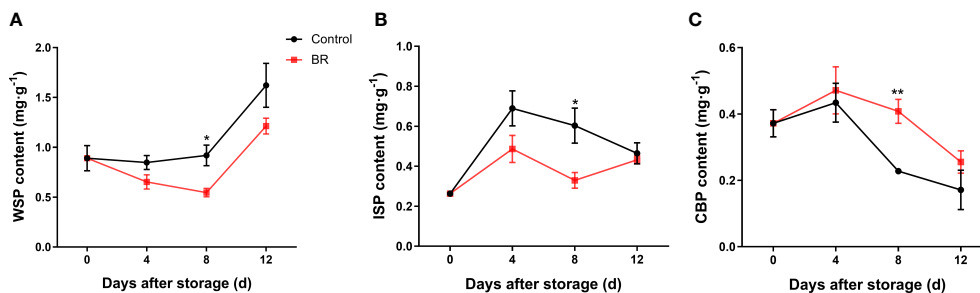 A
WSP content (mg·g-1)
2.0
1.5
1.0
0.5
0.0
*
0 4 8 12
Days after storage (d)
Control
BR
B
ISP content (mg·g-1)
1.0
0.8
0.6
0.4
0.2
0.0
*
0 4 8 12
Days after storage (d)
C
CBP content (mg·g-1)
0.6
0.4
0.2
0.0
**
0 4 8 12
Days after storage (d)